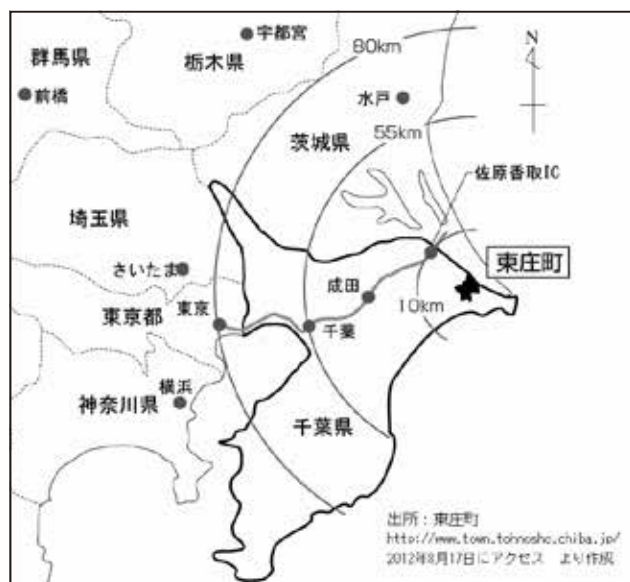 群馬県
前橋
宇都宮
栃木県
80km
N
水戸
茨城県
55km
佐原香取IC
埼玉県
さいたま
成田
東庄町
東京都
東京
千葉
10km
横浜
神奈川県
千葉県
出所：東庄町
http://www.town.tohnosho.chiba.jp/
2012年8月17日にアクセス より作成